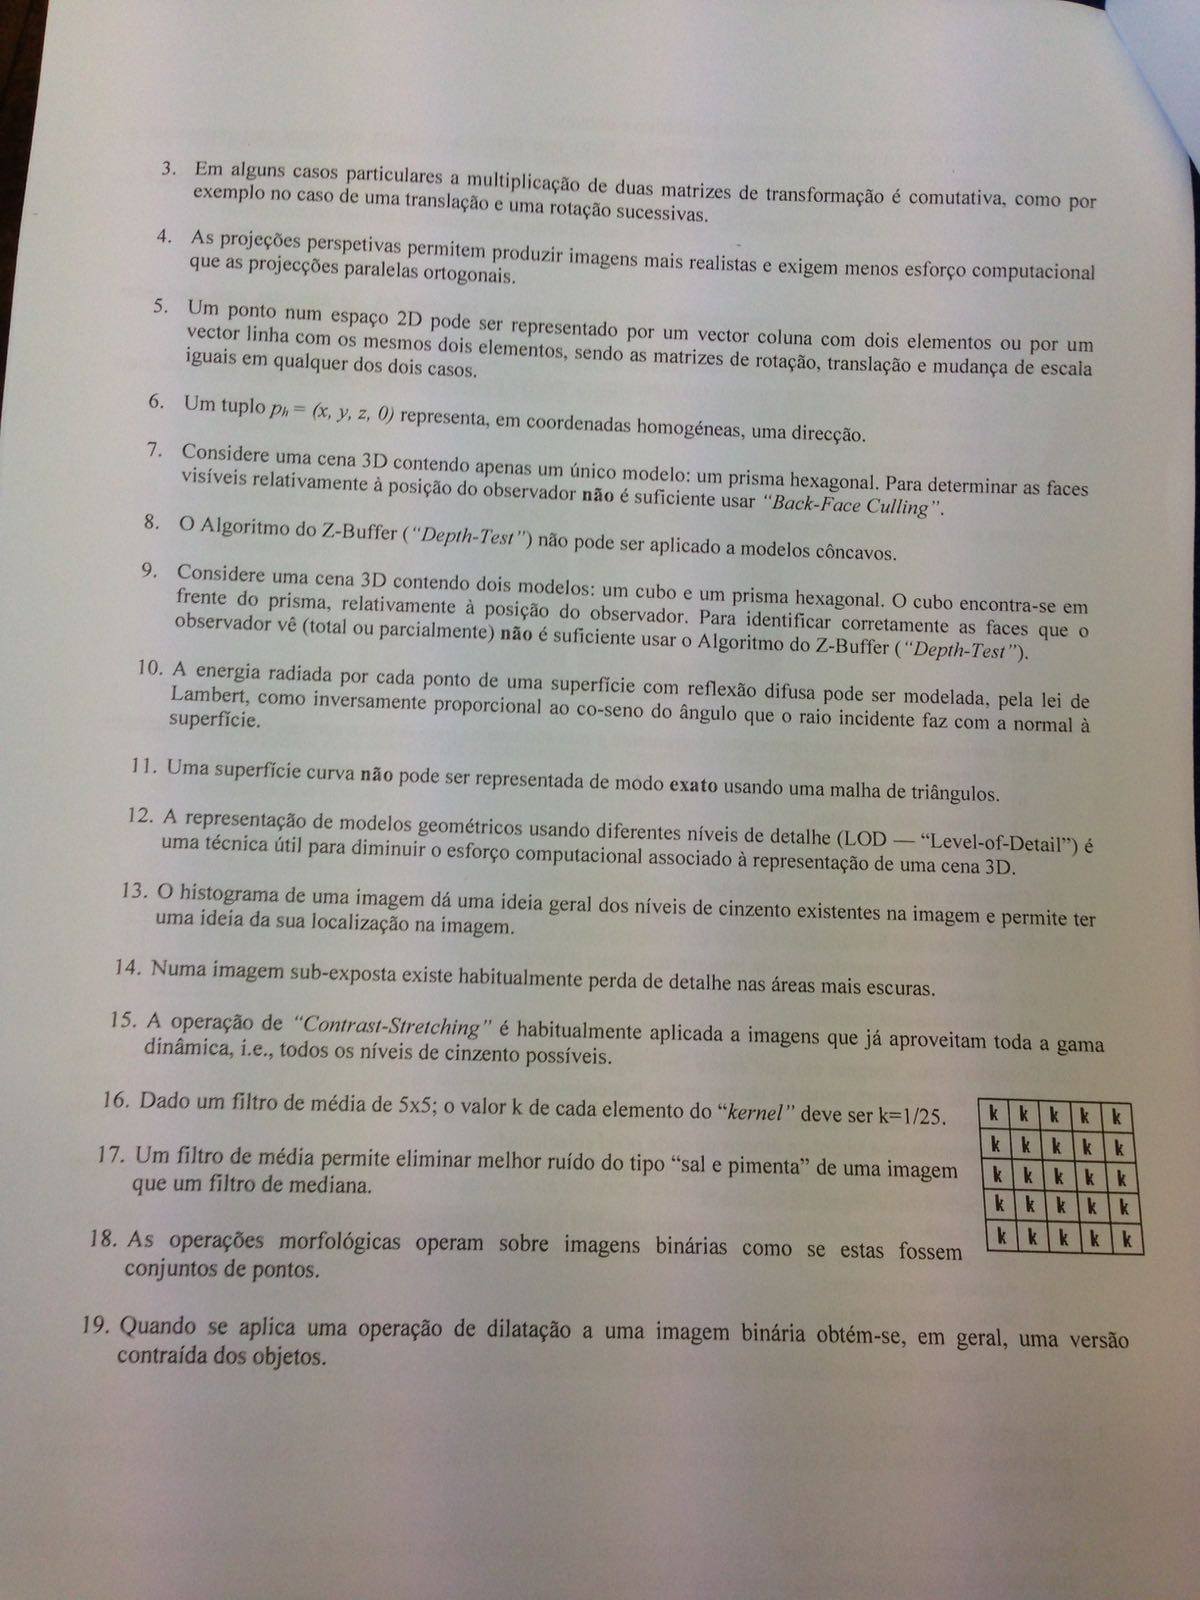 3. Em alguns casos particulares a multiplicação de duas matrizes de transformação é comutativa, como por
exemplo no caso de uma translação e uma rotação sucessivas.
4. As projeções perspetivas permitem produzir imagens mais realistas e exigem menos esforço computacional
que as projecções paralelas ortogonais.
5. Um ponto num espaço 2D pode ser representado por um vector coluna com dois elementos ou por um
vector linha com os mesmos dois elementos, sendo as matrizes de rotação, translação e mudança de escala
iguais em qualquer dos dois casos.
6. Um tuplo pₕ = (x, y, z, 0) representa, em coordenadas homogéneas, uma direcção.
7. Considere uma cena 3D contendo apenas um único modelo: um prisma hexagonal. Para determinar as faces
visíveis relativamente à posição do observador não é suficiente usar “Back-Face Culling”.
8. O Algoritmo do Z-Buffer (“Depth-Test”) não pode ser aplicado a modelos côncavos.
9. Considere uma cena 3D contendo dois modelos: um cubo e um prisma hexagonal. O cubo encontra-se em
frente do prisma, relativamente à posição do observador. Para identificar corretamente as faces que o
observador vê (total ou parcialmente) não é suficiente usar o Algoritmo do Z-Buffer (“Depth-Test”).
10. A energia radiada por cada ponto de uma superfície com reflexão difusa pode ser modelada, pela lei de
Lambert, como inversamente proporcional ao co-seno do ângulo que o raio incidente faz com a normal à
superfície.
11. Uma superfície curva não pode ser representada de modo exato usando uma malha de triângulos.
12. A representação de modelos geométricos usando diferentes níveis de detalhe (LOD — “Level-of-Detail”) é
uma técnica útil para diminuir o esforço computacional associado à representação de uma cena 3D.
13. O histograma de uma imagem dá uma ideia geral dos níveis de cinzento existentes na imagem e permite ter
uma ideia da sua localização na imagem.
14. Numa imagem sub-exposta existe habitualmente perda de detalhe nas áreas mais escuras.
15. A operação de “Contrast-Stretching” é habitualmente aplicada a imagens que já aproveitam toda a gama
dinâmica, i.e., todos os níveis de cinzento possíveis.
16. Dado um filtro de média de 5x5; o valor k de cada elemento do “kernel” deve ser k=1/25.
k k k k k
k k k k k
k k k k k
k k k k k
k k k k k
17. Um filtro de média permite eliminar melhor ruído do tipo “sal e pimenta” de uma imagem
que um filtro de mediana.
18. As operações morfológicas operam sobre imagens binárias como se estas fossem
conjuntos de pontos.
19. Quando se aplica uma operação de dilatação a uma imagem binária obtém-se, em geral, uma versão
contraída dos objetos.